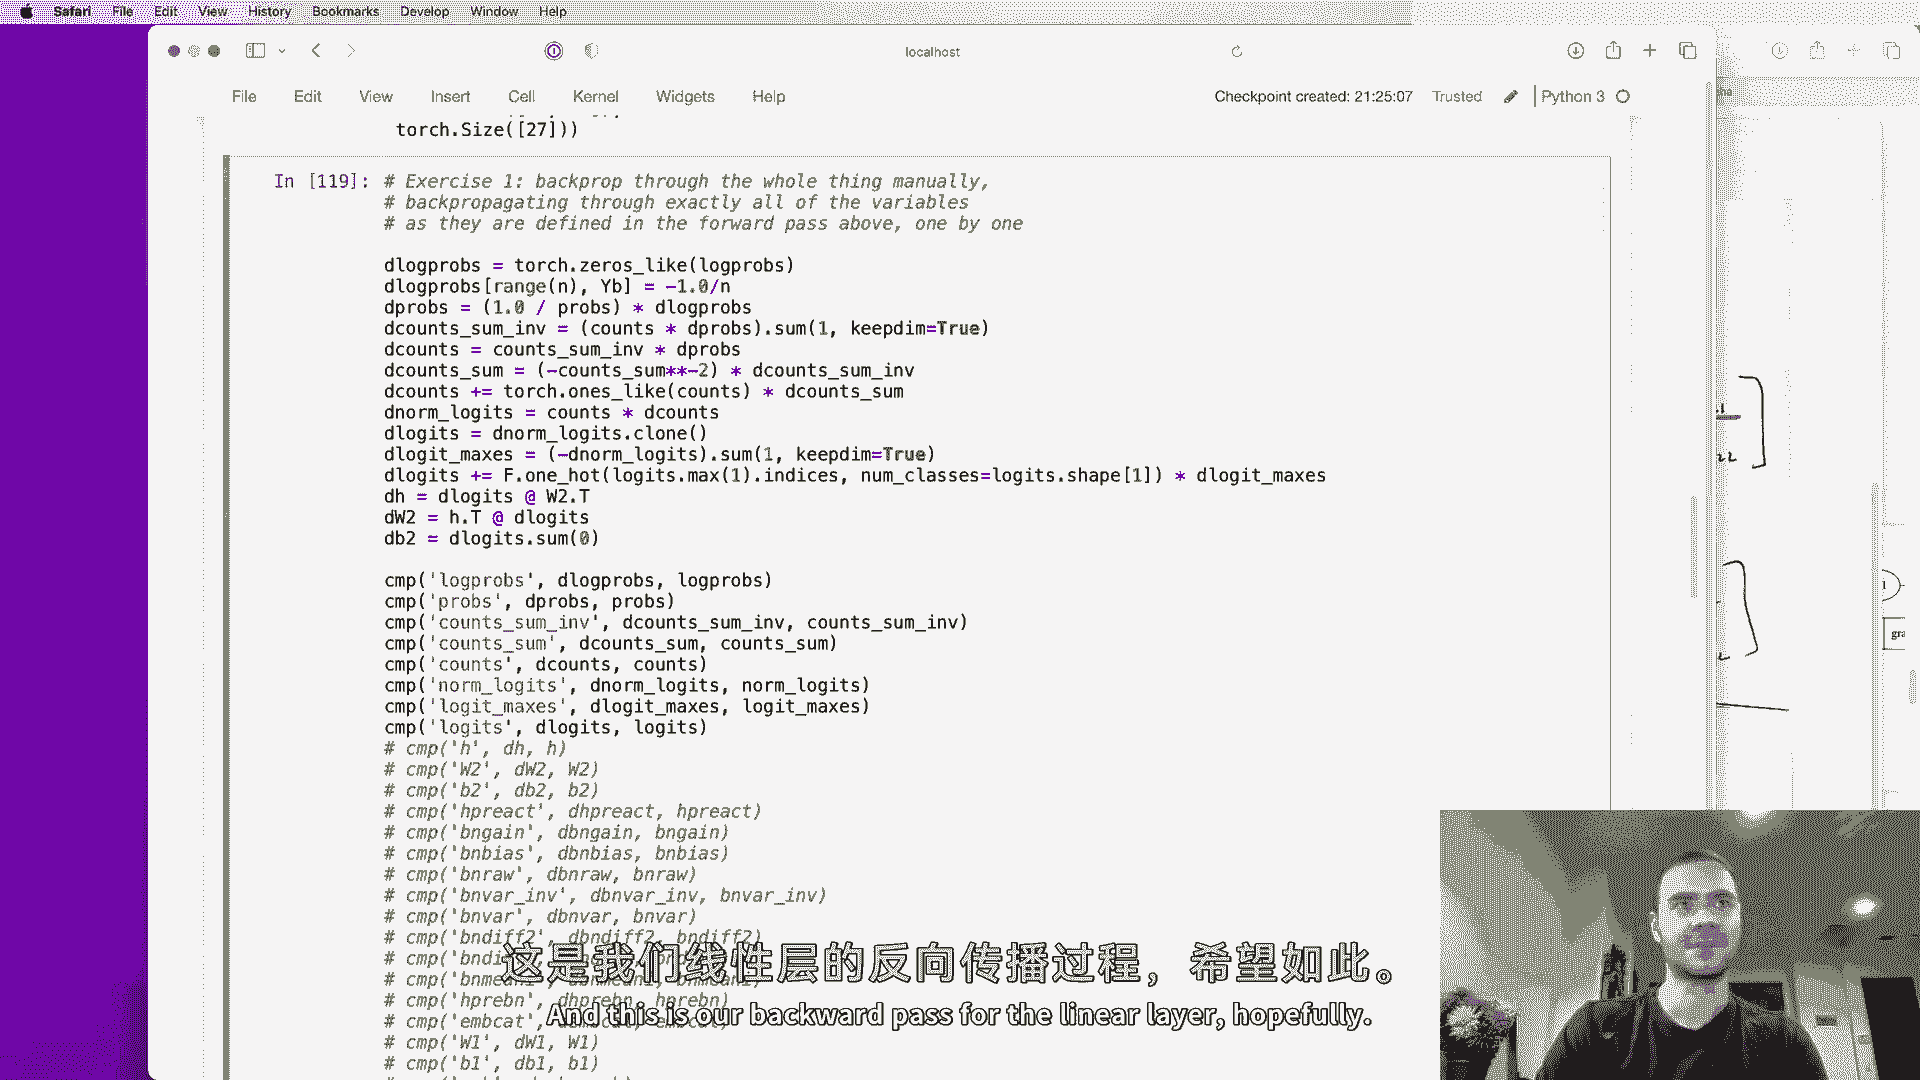 Safari File Edit View History Bookmarks Develop Window Help
localhost
File Edit View Insert Cell Kernel Widgets Help
Checkpoint created: 21:25:07 Trusted Python 3
torch.Size([27]))
In [119]: # Exercise 1: backprop through the whole thing manually,
# backpropagating through exactly all of the variables
# as they are defined in the forward pass above, one by one
dlogprobs = torch.zeros_like(logprobs)
dlogprobs[range(n), Yb] = -1.0/n
dprobs = (1.0 / probs) * dlogprobs
dcounts_sum_inv = (counts * dprobs).sum(1, keepdim=True)
dcounts = counts_sum_inv * dprobs
dcounts_sum = (-counts_sum**-2) * dcounts_sum_inv
dcounts += torch.ones_like(counts) * dcounts_sum
dnorm_logits = counts * dcounts
dlogits = dnorm_logits.clone()
dlogit_maxes = (-dnorm_logits).sum(1, keepdim=True)
dlogits += F.one_hot(logits.max(1).indices, num_classes=logits.shape[1]) * dlogit_maxes
dh = dlogits @ W2.T
dW2 = h.T @ dlogits
db2 = dlogits.sum(0)
cmp('logprobs', dlogprobs, logprobs)
cmp('probs', dprobs, probs)
cmp('counts_sum_inv', dcounts_sum_inv, counts_sum_inv)
cmp('counts_sum', dcounts_sum, counts_sum)
cmp('counts', dcounts, counts)
cmp('norm_logits', dnorm_logits, norm_logits)
cmp('logit_maxes', dlogit_maxes, logit_maxes)
cmp('logits', dlogits, logits)
# cmp('h', dh, h)
# cmp('W2', dW2, W2)
# cmp('b2', db2, b2)
# cmp('hpreact', dhpreact, hpreact)
# cmp('bngain', dbngain, bngain)
# cmp('bnbias', dbnbias, bnbias)
# cmp('bnraw', dbnraw, bnraw)
# cmp('bnvar_inv', dbnvar_inv, bnvar_inv)
# cmp('bnvar', dbnvar, bnvar)
# cmp('bndiff2', dbndiff2, bndiff2)
这是我们线性层的反向传播过程，希望如此。
# cmp('hprebn', dhprebn, hprebn)
And this is our backward pass for the linear layer, hopefully.
# cmp('W1', dW1, W1)
# cmp('b1', db1, b1)